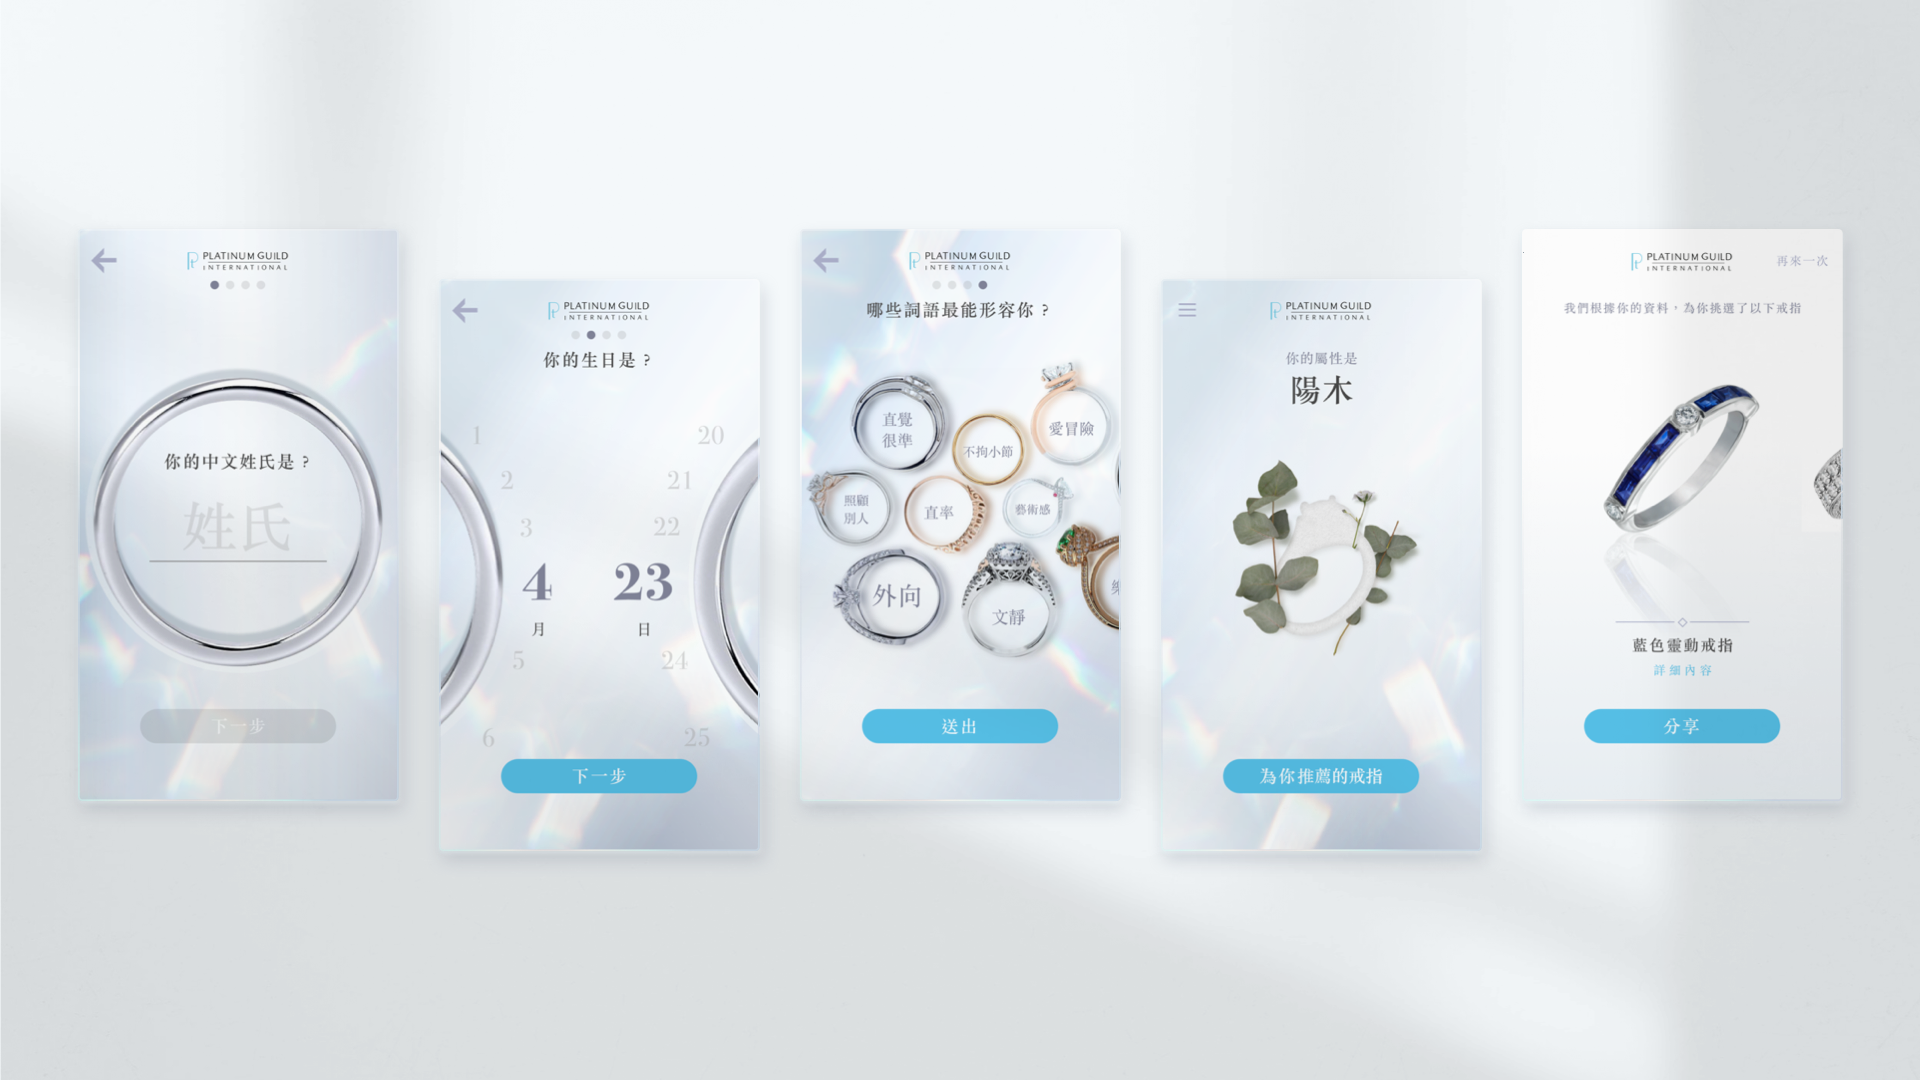 PLATINUM GUILD
INTERNATIONAL
你的中文姓氏是？
姓氏
下一步
PLATINUM GUILD
INTERNATIONAL
你的生日是？
1 20
2 21
3 22
4 23
月 日
5 24
6 25
下一步
PLATINUM GUILD
INTERNATIONAL
哪些詞語最能形容你？
直覺
很準
不拘小節
愛冒險
照顧
別人
直率
藝術感
外向
文靜
送出
PLATINUM GUILD
INTERNATIONAL
你的屬性是
陽木
為你推薦的戒指
PLATINUM GUILD
INTERNATIONAL
再來一次
我們根據你的資料，為你挑選了以下戒指
藍色靈動戒指
詳細內容
分享